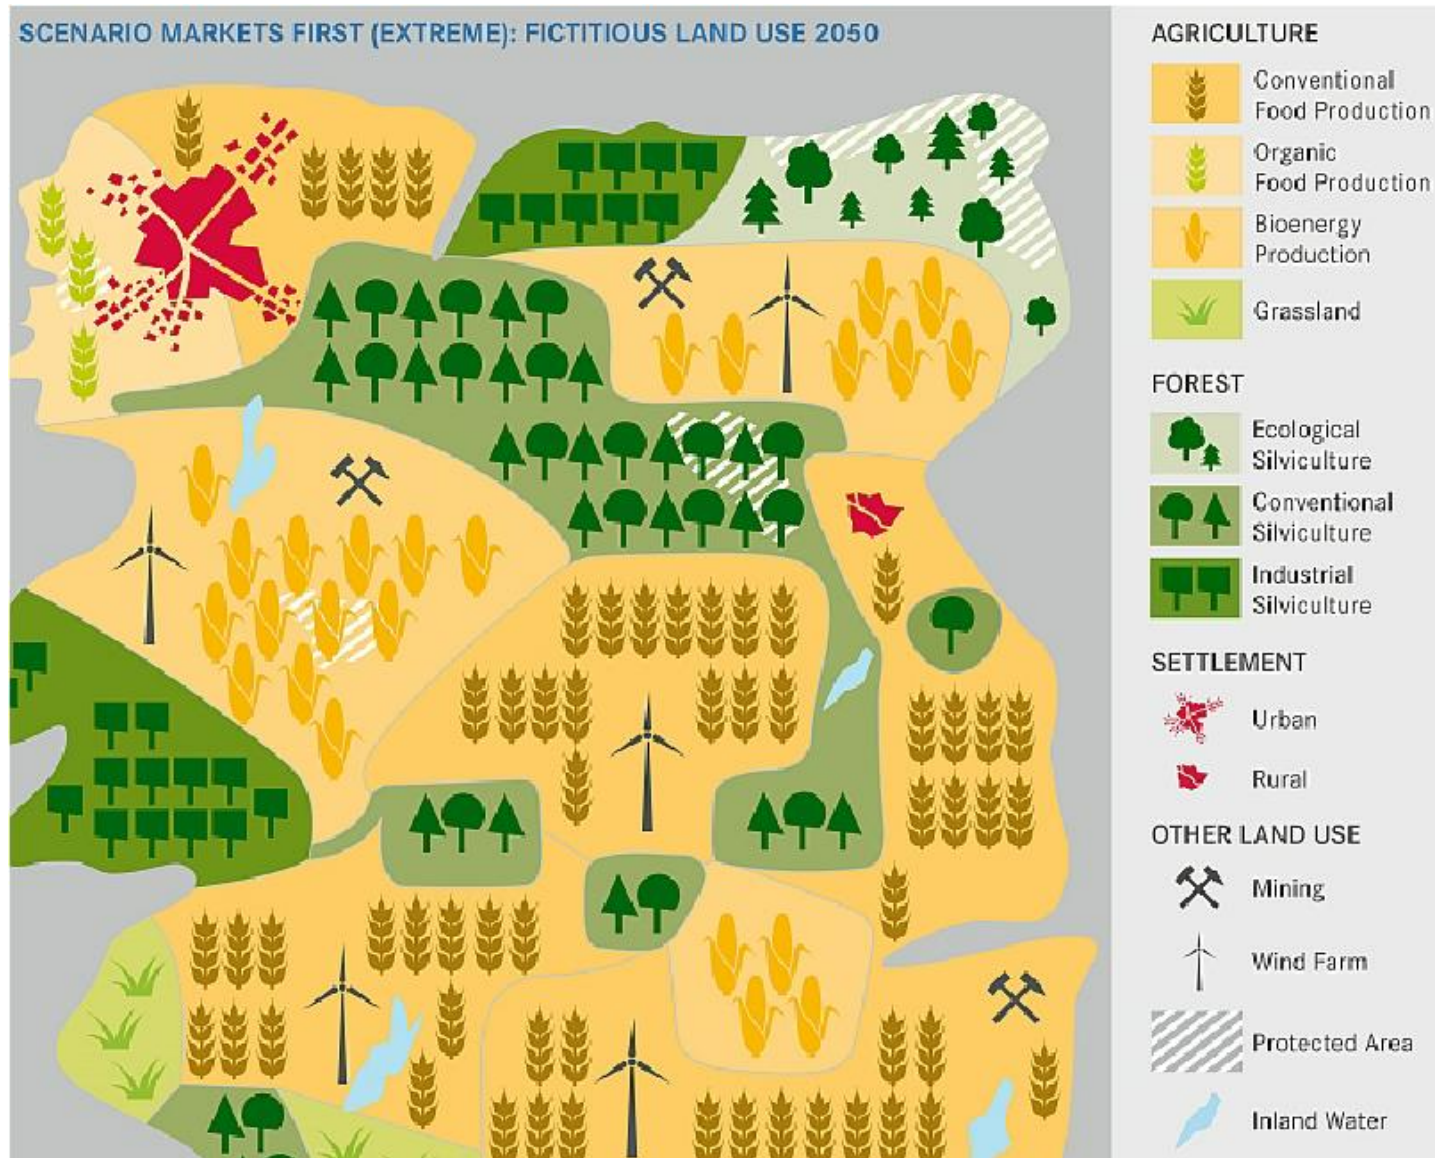 SCENARIO MARKETS FIRST (EXTREME): FICTITIOUS LAND USE 2050
AGRICULTURE
Conventional
Food Production
Organic
Food Production
Bioenergy
Production
Grassland
FOREST
Ecological
Silviculture
Conventional
Silviculture
Industrial
Silviculture
SETTLEMENT
Urban
Rural
OTHER LAND USE
Mining
Wind Farm
Protected Area
Inland Water